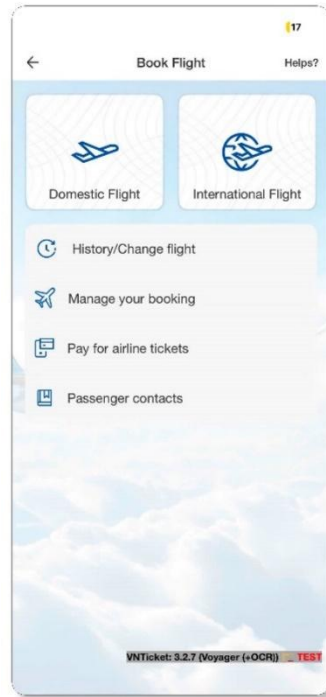 17
Book Flight Helps?
Domestic Flight International Flight
History/Change flight
Manage your booking
Pay for airline tickets
Passenger contacts
VNTicket: 3.2.7 (Voyager (+OCR)) _ TEST